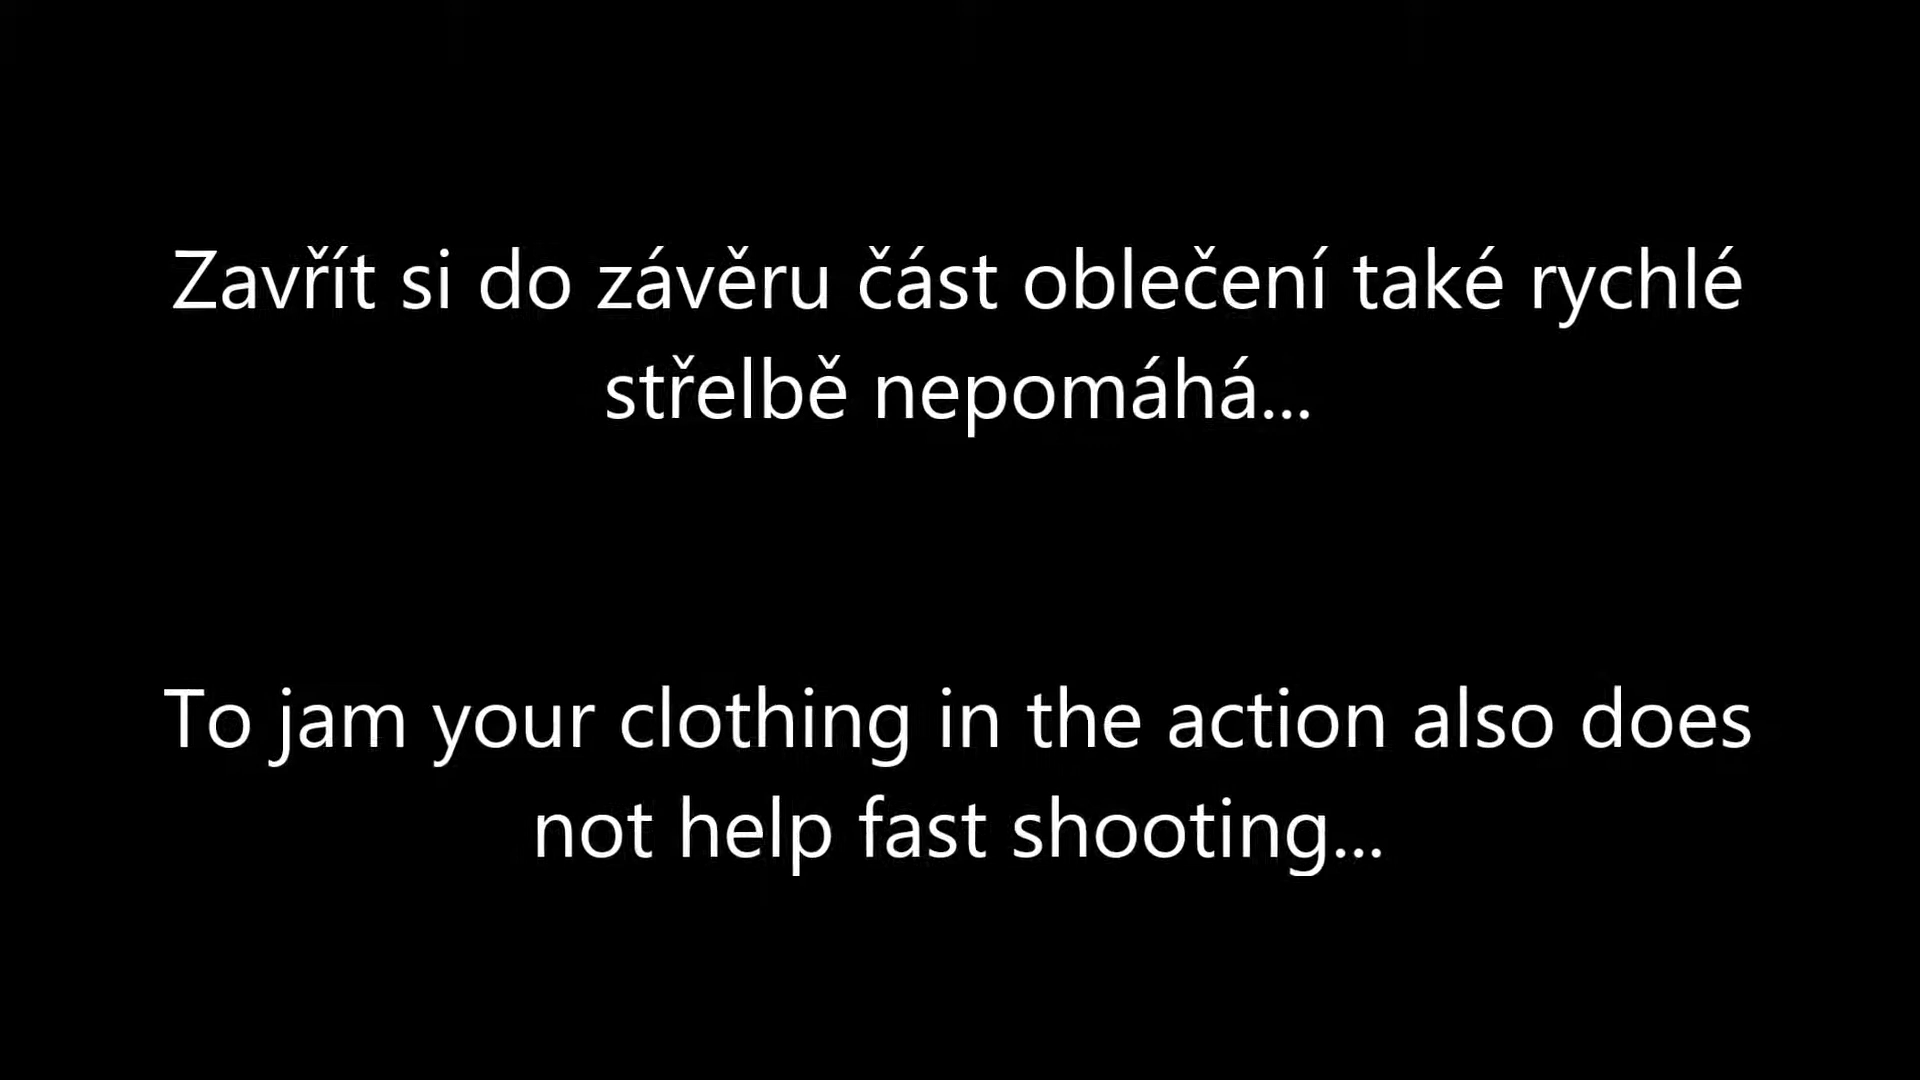 Zavřít si do závěru část oblečení také rychlé
střelbě nepomáhá...
To jam your clothing in the action also does
not help fast shooting...